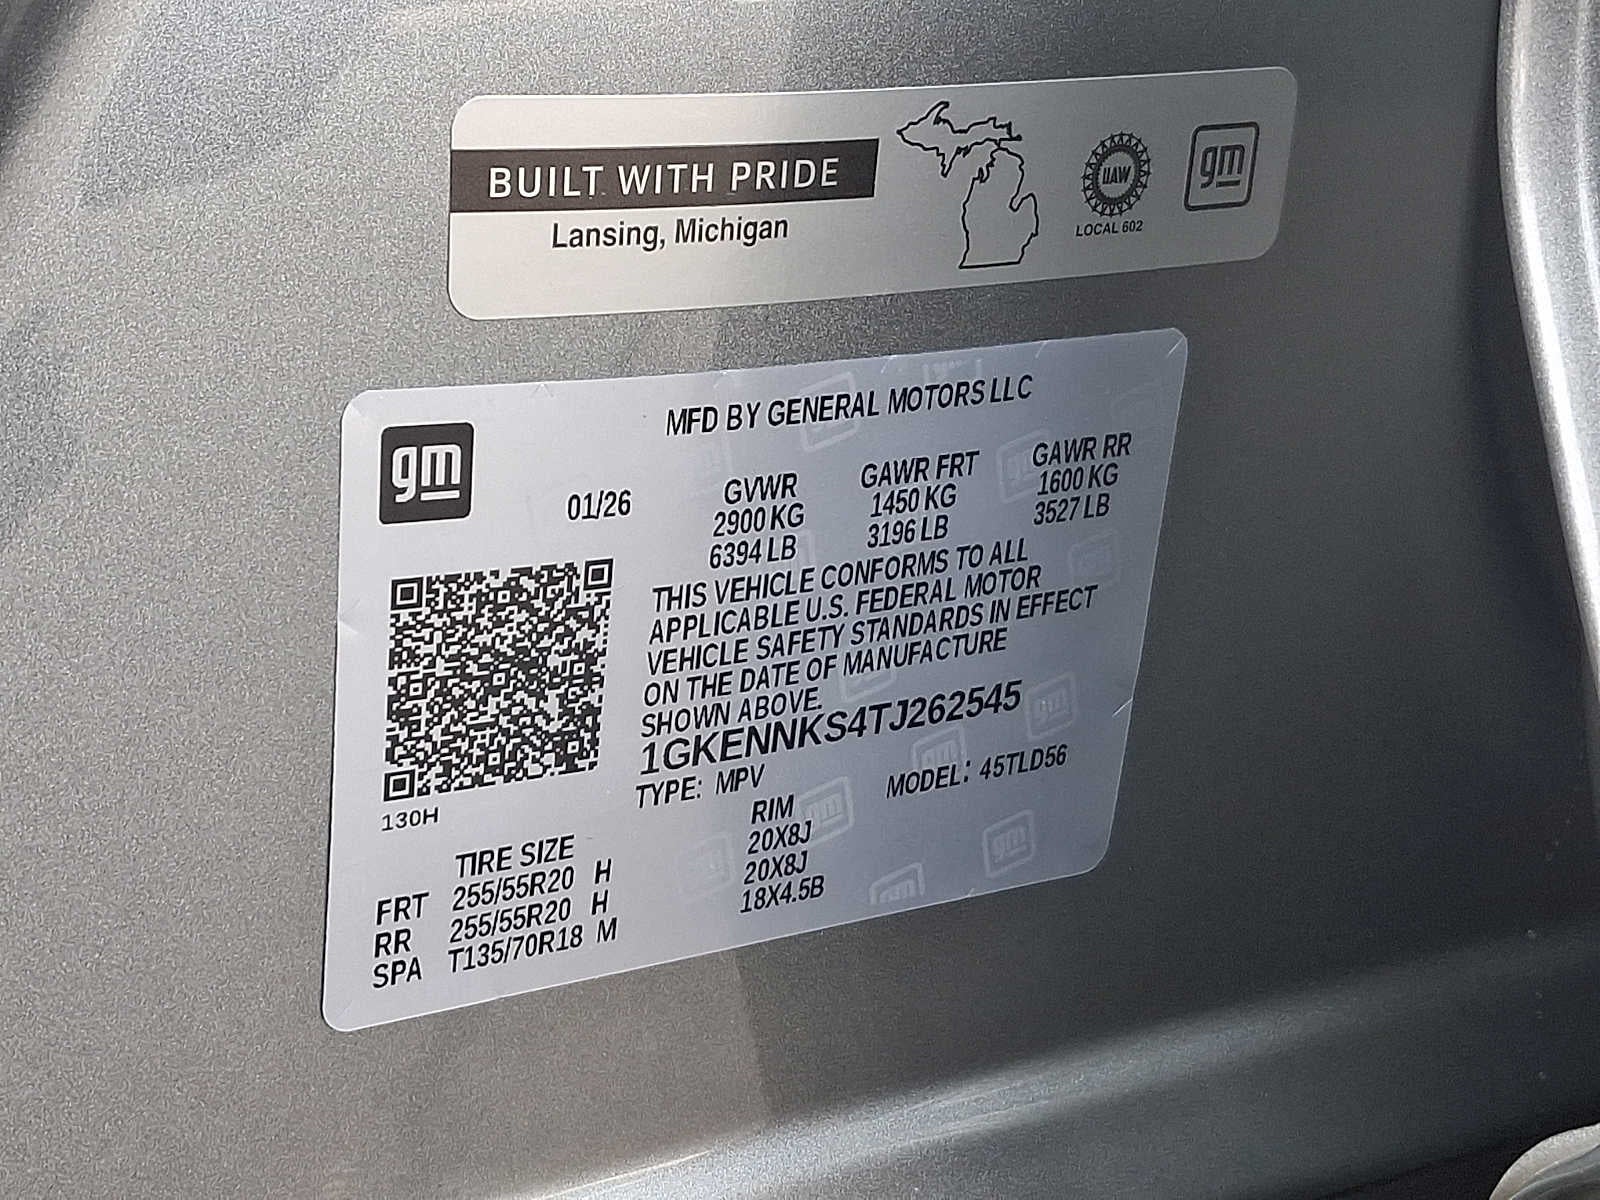 BUILT WITH PRIDE
Lansing, Michigan
UAW
LOCAL 602
gm
gm
MFD BY GENERAL MOTORS LLC
01/26
GVWR GAWR FRT GAWR RR
2900 KG 1450 KG 1600 KG
6394 LB 3196 LB 3527 LB
THIS VEHICLE CONFORMS TO ALL
APPLICABLE U.S. FEDERAL MOTOR
VEHICLE SAFETY STANDARDS IN EFFECT
ON THE DATE OF MANUFACTURE
SHOWN ABOVE.
1GKENNKS4TJ262545
TYPE: MPV MODEL: 45TLD56
130H
TIRE SIZE RIM
FRT 255/55R20 H 20X8J
RR 255/55R20 H 20X8J
SPA T135/70R18 M 18X4.5B